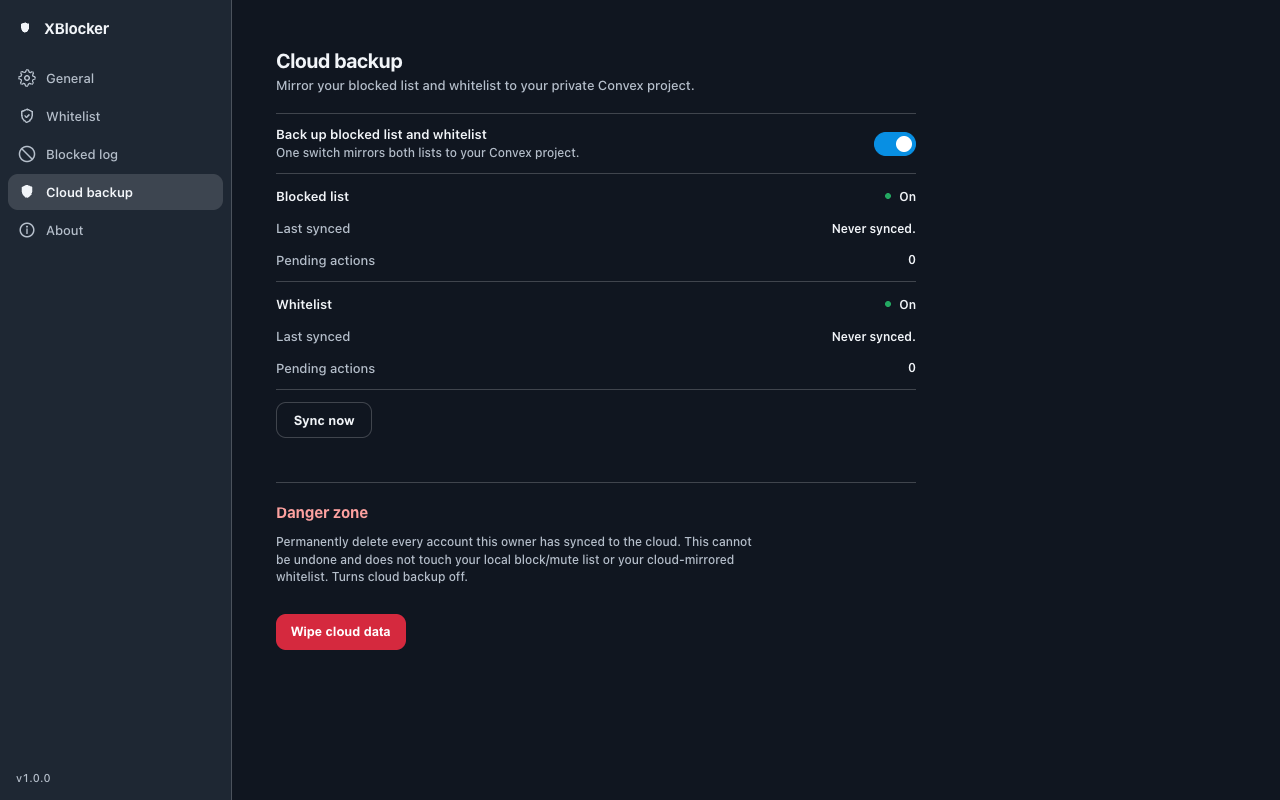 XBlocker
General
Whitelist
Blocked log
Cloud backup
About
v1.0.0
Cloud backup
Mirror your blocked list and whitelist to your private Convex project.
Back up blocked list and whitelist
One switch mirrors both lists to your Convex project.
Blocked list On
Last synced Never synced.
Pending actions 0
Whitelist On
Last synced Never synced.
Pending actions 0
Sync now
Danger zone
Permanently delete every account this owner has synced to the cloud. This cannot
be undone and does not touch your local block/mute list or your cloud-mirrored
whitelist. Turns cloud backup off.
Wipe cloud data